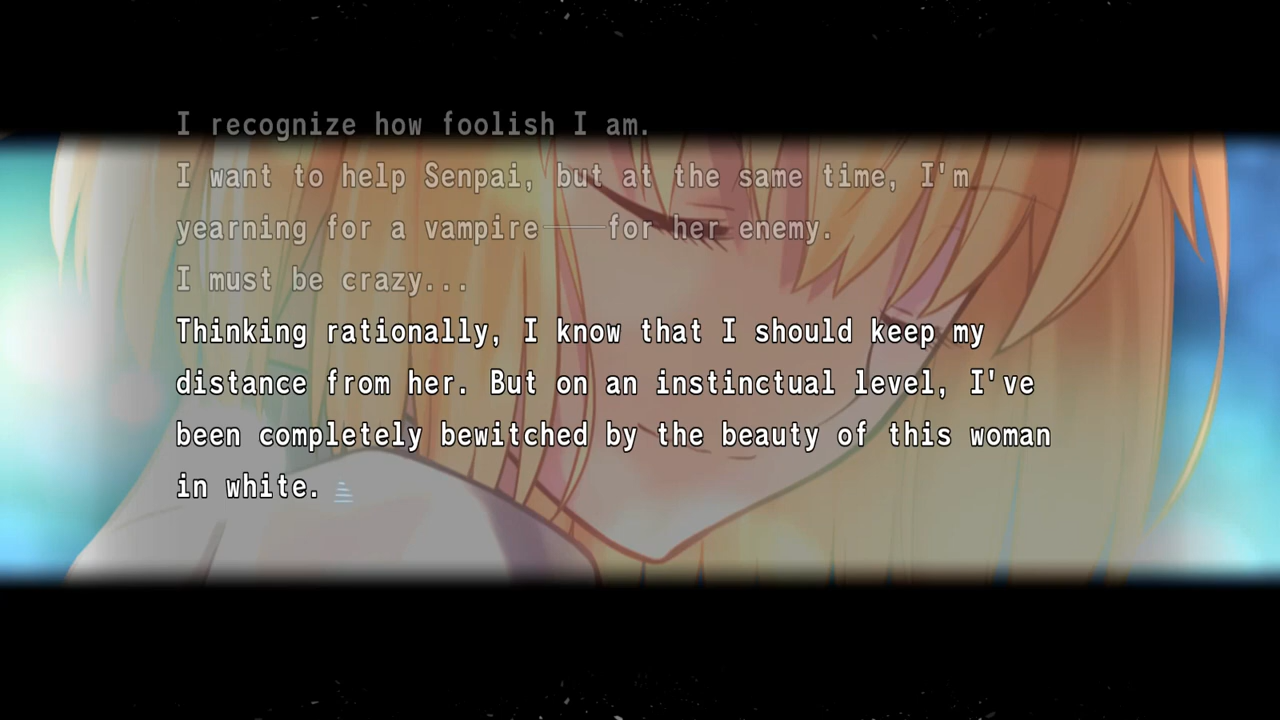 I recognize how foolish I am.
I want to help Senpai, but at the same time, I'm
yearning for a vampire——for her enemy.
I must be crazy...
Thinking rationally, I know that I should keep my
distance from her. But on an instinctual level, I've
been completely bewitched by the beauty of this woman
in white.